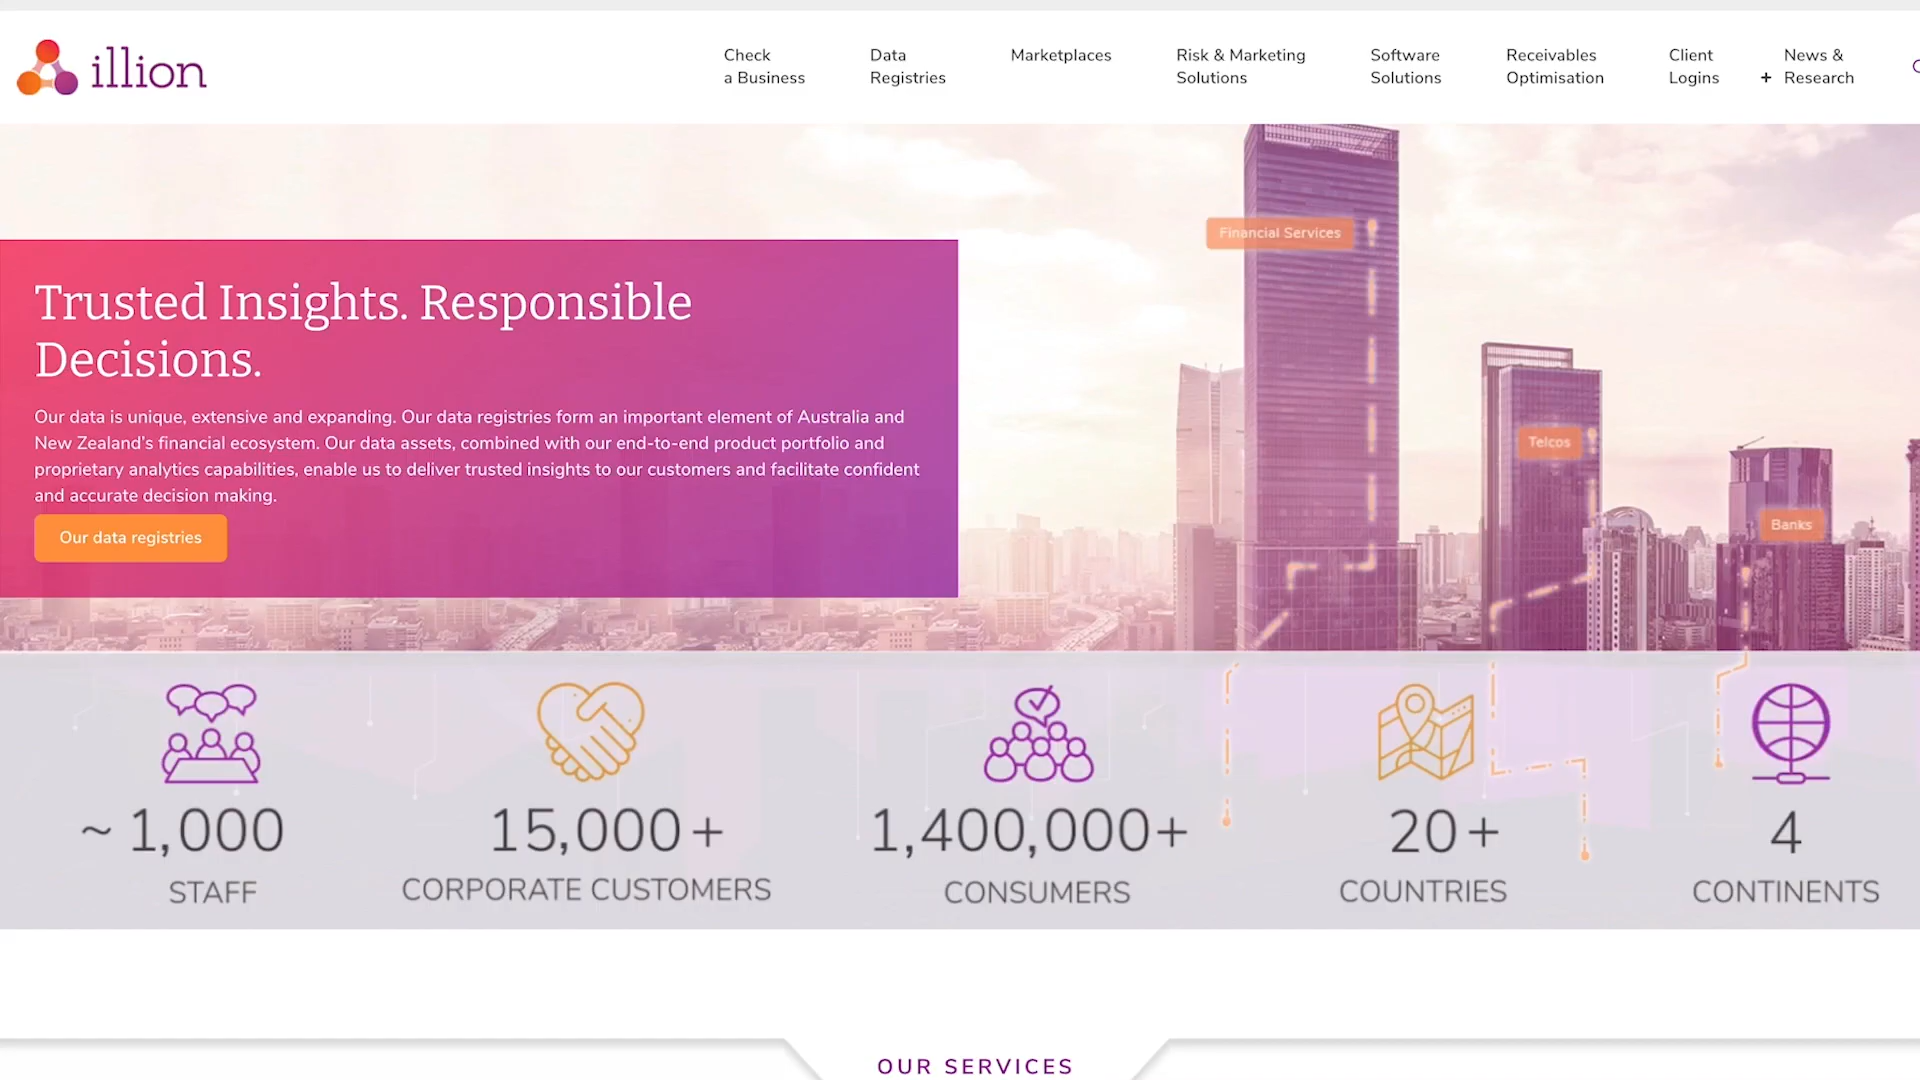 illion
Check
a Business
Data
Registries
Marketplaces
Risk & Marketing
Solutions
Software
Solutions
Receivables
Optimisation
Client
Logins
+
News &
Research
Trusted Insights. Responsible
Decisions.
Our data is unique, extensive and expanding. Our data registries form an important element of Australia and
New Zealand's financial ecosystem. Our data assets, combined with our end-to-end product portfolio and
proprietary analytics capabilities, enable us to deliver trusted insights to our customers and facilitate confident
and accurate decision making.
Our data registries
Financial Services
Telcos
Banks
~ 1,000
STAFF
15,000+
CORPORATE CUSTOMERS
1,400,000+
CONSUMERS
20+
COUNTRIES
4
CONTINENTS
OUR SERVICES